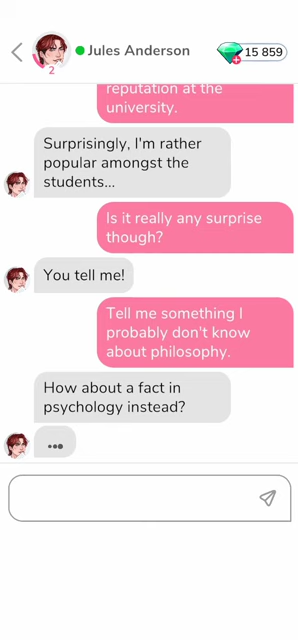 Jules Anderson
15 859
2
reputation at the
university.
Surprisingly, I'm rather
popular amongst the
students...
Is it really any surprise
though?
You tell me!
Tell me something I
probably don't know
about philosophy.
How about a fact in
psychology instead?